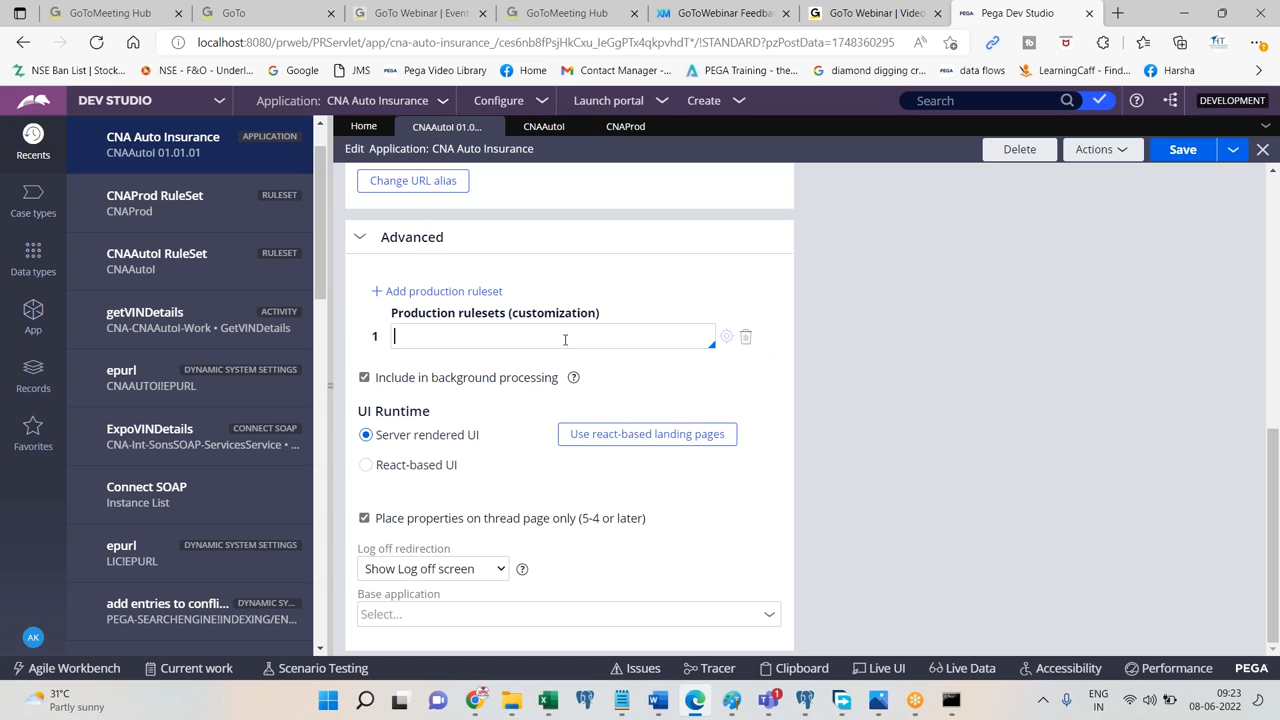 GoToMeeting Hub
GoTo
GoTo Webinar | Event
GoToMeeting Hub
GoToWebinar Feedba
GoTo Webinar | Video
Pega Dev Studio
localhost:8080/prweb/PRServlet/app/cna-auto-insurance_/ces6nb8fPsjHkCxu_IeGgPTx4qkpvhdT*/!STANDARD?pzPostData=1748360295
NSE Ban List | Stock...
NSE - F&O - Underl...
Google
JMS
Pega Video Library
Home
Contact Manager -...
PEGA Training - the...
diamond digging cr...
data flows
LearningCaff - Find...
Harsha
DEV STUDIO
Application: CNA Auto Insurance
Configure
Launch portal
Create
Search
DEVELOPMENT
Recents
Case types
Data types
App
Records
Favorites
AK
CNA Auto Insurance APPLICATION
CNAAutoI 01.01.01
CNAProd RuleSet RULESET
CNAProd
CNAAutoI RuleSet RULESET
CNAAutoI
getVINDetails ACTIVITY
CNA-CNAAutoI-Work • GetVINDetails
epurl DYNAMIC SYSTEM SETTINGS
CNAAUTOI!EPURL
ExpoVINDetails CONNECT SOAP
CNA-Int-SonsSOAP-ServicesService • ...
Connect SOAP
Instance List
epurl DYNAMIC SYSTEM SETTINGS
LIC!EPURL
add entries to confli... DYNAMIC SY...
PEGA-SEARCHENGINE!INDEXING/EN...
Home
CNAAutoI 01.0...
CNAAutoI
CNAProd
Edit Application: CNA Auto Insurance
Delete
Actions
Save
Change URL alias
Advanced
+ Add production ruleset
Production rulesets (customization)
1
Include in background processing
UI Runtime
Server rendered UI
Use react-based landing pages
React-based UI
Place properties on thread page only (5-4 or later)
Log off redirection
Show Log off screen
Base application
Select...
Agile Workbench
Current work
Scenario Testing
Issues
Tracer
Clipboard
Live UI
Live Data
Accessibility
Performance
PEGA
31°C
Partly sunny
ENG
IN
09:23
08-06-2022